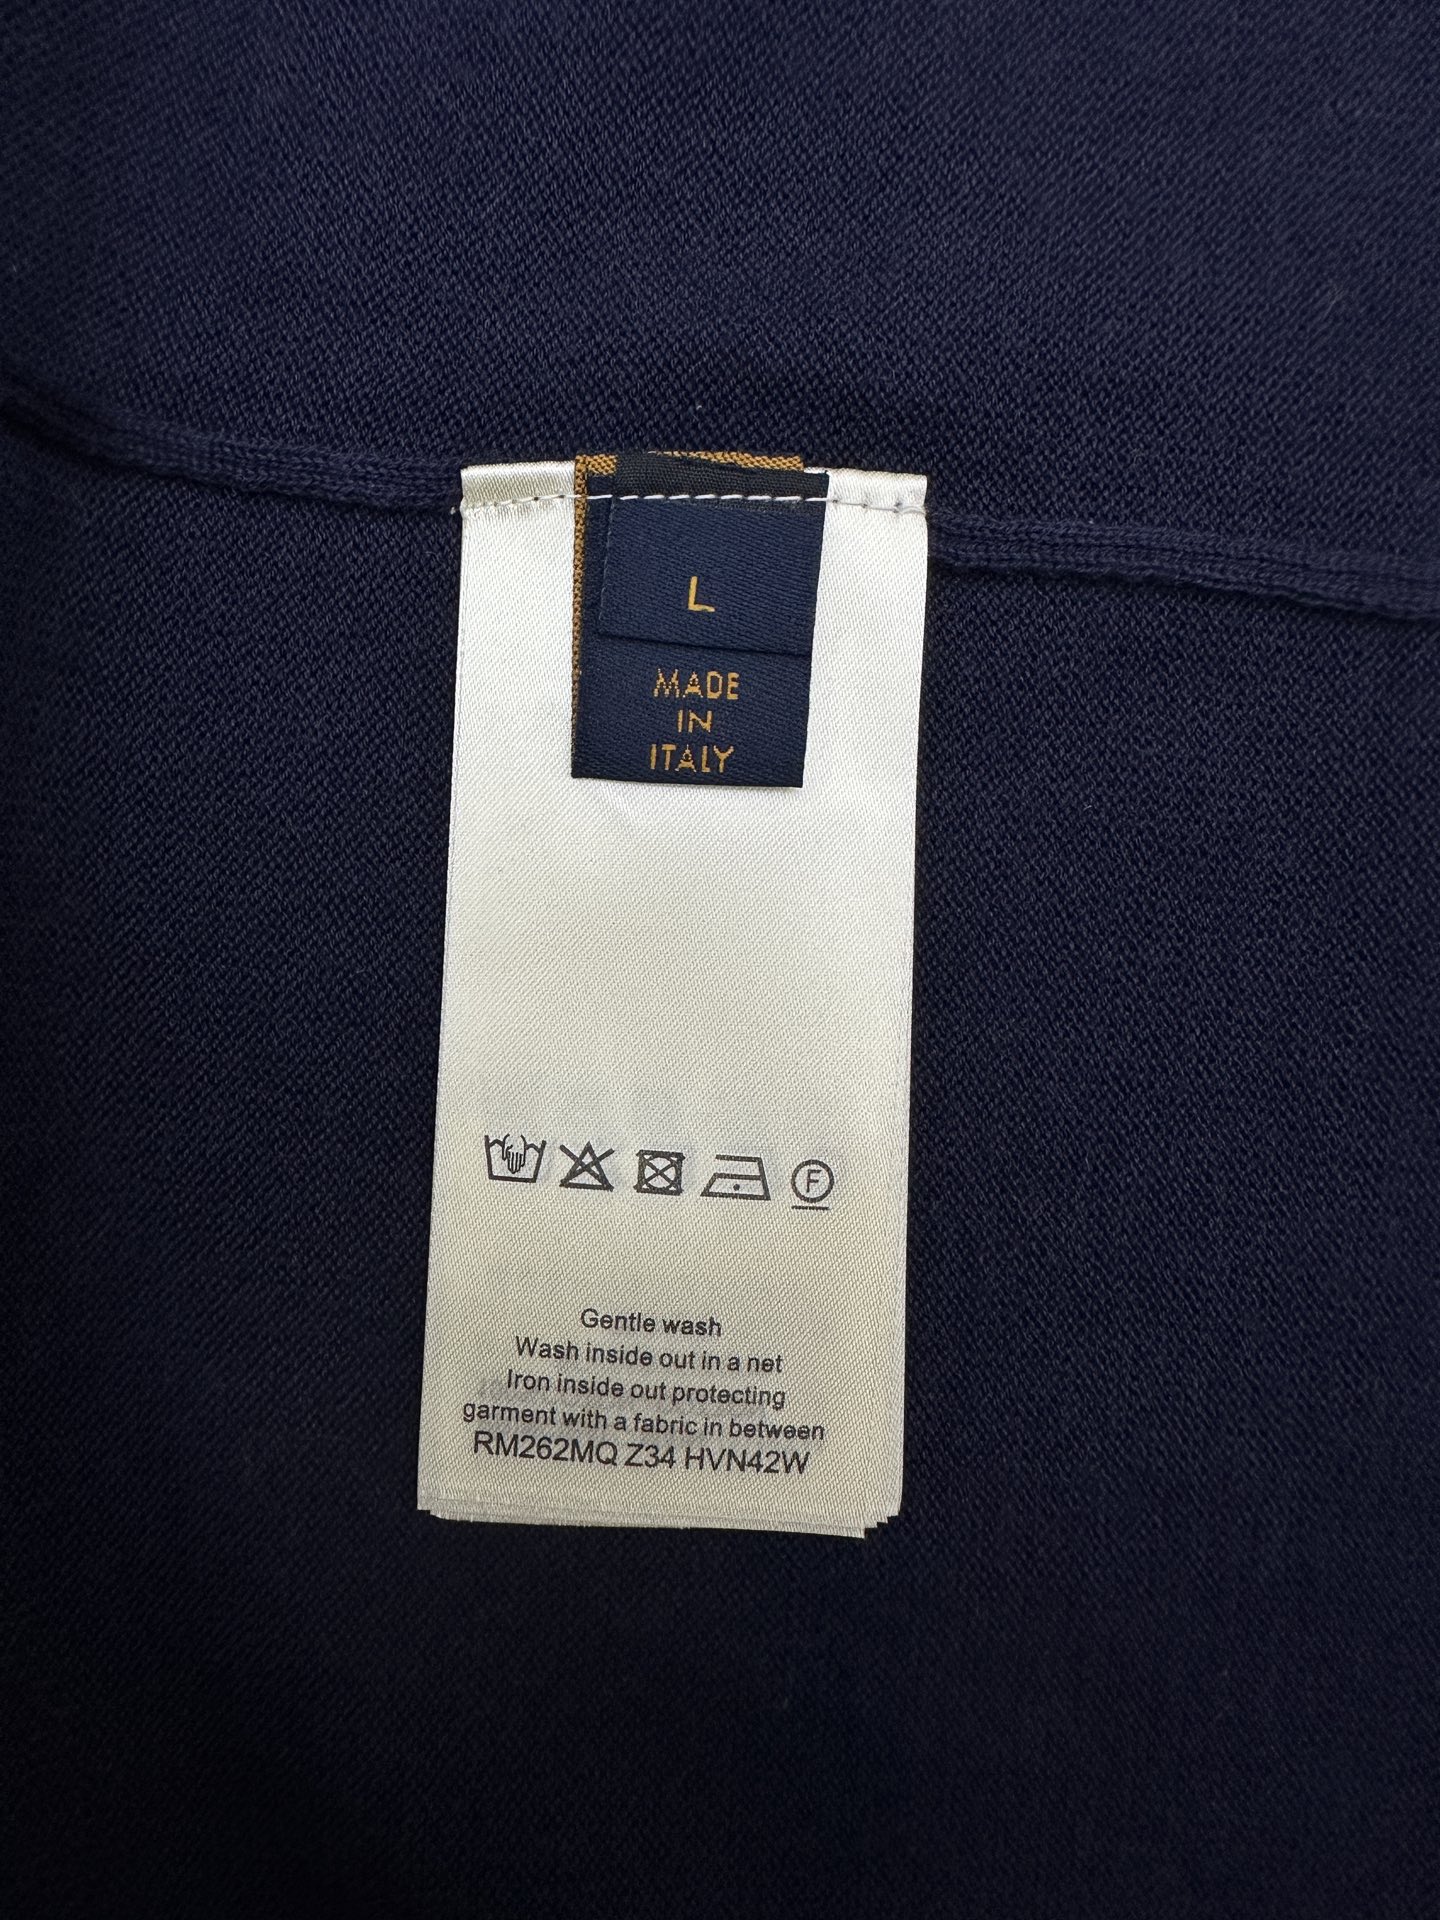 L
MADE
IN
ITALY
F
Gentle wash
Wash inside out in a net
Iron inside out protecting
garment with a fabric in between
RM262MQ Z34 HVN42W